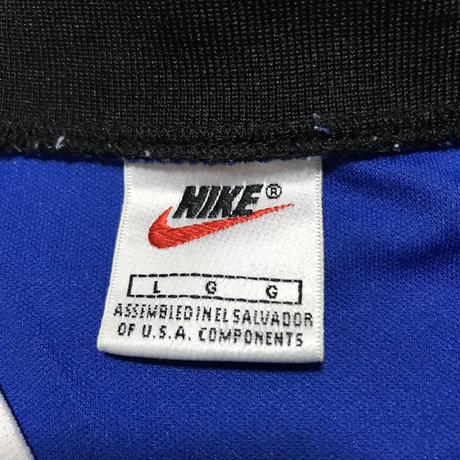 NIKE®
L G G
ASSEMBLED IN EL SALVADOR
OF U.S.A. COMPONENTS